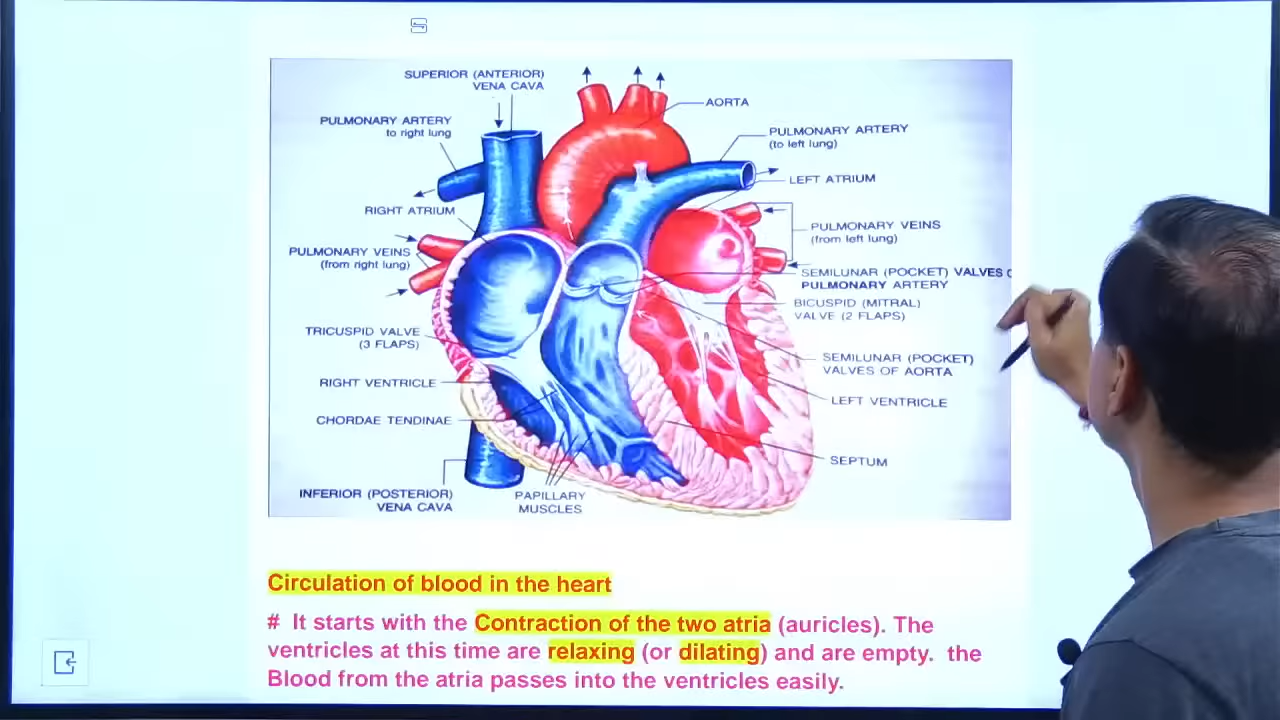 SUPERIOR (ANTERIOR)
VENA CAVA
AORTA
PULMONARY ARTERY
to right lung)
PULMONARY ARTERY
(to left lung)
LEFT ATRIUM
RIGHT ATRIUM
PULMONARY VEINS
(from left lung)
PULMONARY VEINS
(from right lung)
SEMILUNAR (POCKET) VALVES
PULMONARY ARTERY
BICUSPID (MITRAL)
VALVE (2 FLAPS)
TRICUSPID VALVE
(3 FLAPS)
SEMILUNAR (POCKET)
VALVES OF AORTA
RIGHT VENTRICLE
LEFT VENTRICLE
CHORDAE TENDINAE
SEPTUM
INFERIOR (POSTERIOR)
VENA CAVA
PAPILLARY
MUSCLES
Circulation of blood in the heart
# It starts with the Contraction of the two atria (auricles). The
ventricles at this time are relaxing (or dilating) and are empty. the
Blood from the atria passes into the ventricles easily.